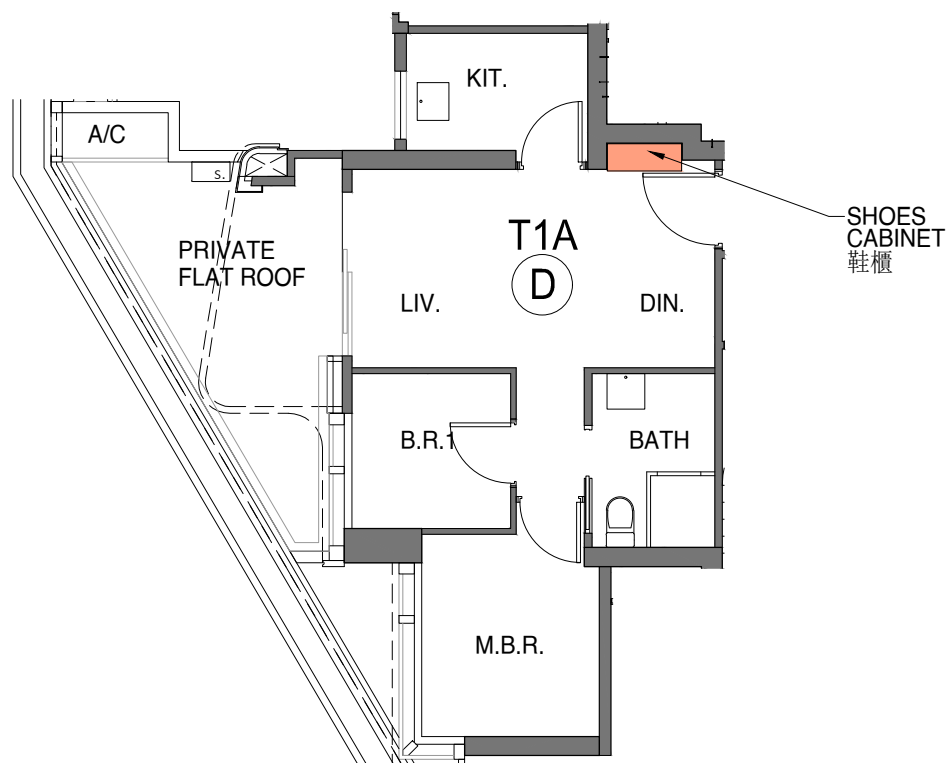 KIT.
A/C
S.
SHOES
CABINET
鞋櫃
T1A
D
PRIVATE
FLAT ROOF
LIV.
DIN.
B.R.1
BATH
M.B.R.